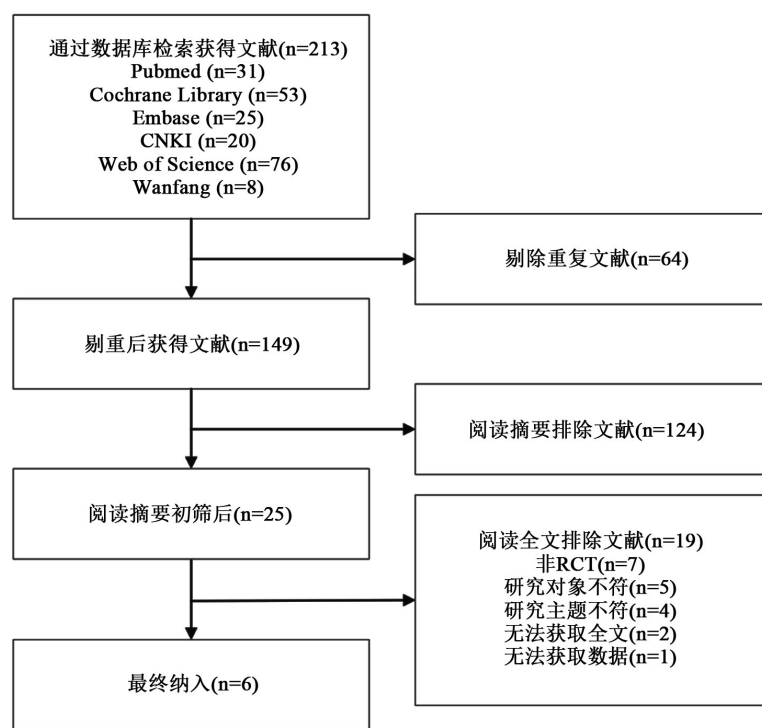 通过数据库检索获得文献(n=213)
Pubmed (n=31)
Cochrane Library (n=53)
Embase (n=25)
CNKI (n=20)
Web of Science (n=76)
Wanfang (n=8)
剔除重复文献(n=64)
剔重后获得文献(n=149)
阅读摘要排除文献(n=124)
阅读摘要初筛后(n=25)
阅读全文排除文献(n=19)
非RCT(n=7)
研究对象不符(n=5)
研究主题不符(n=4)
无法获取全文(n=2)
无法获取数据(n=1)
最终纳入(n=6)